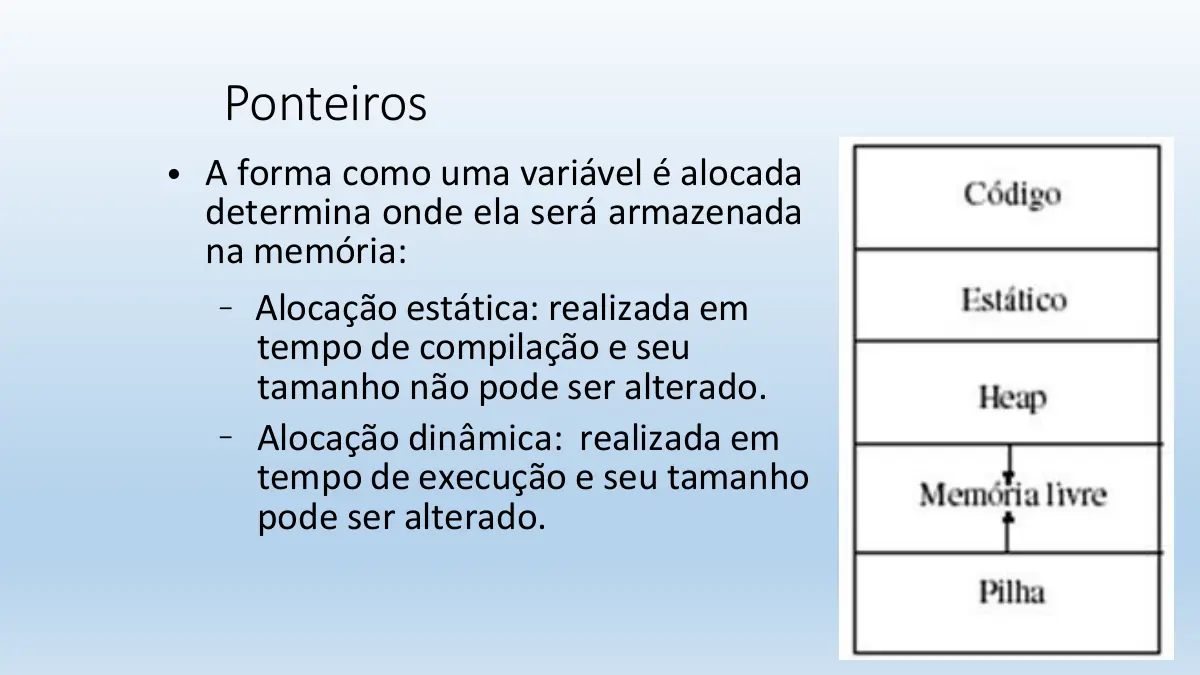 Ponteiros
• A forma como uma variável é alocada
determina onde ela será armazenada
na memória:
– Alocação estática: realizada em
tempo de compilação e seu
tamanho não pode ser alterado.
– Alocação dinâmica: realizada em
tempo de execução e seu tamanho
pode ser alterado.
Código
Estático
Heap
Memória livre
Pilha